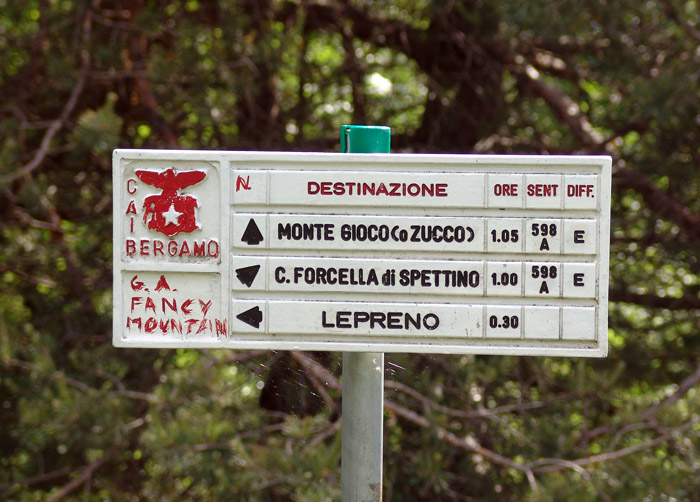 CAI
BERGAMO
G.A.
FANCY
MOUNTAIN
N DESTINAZIONE ORE SENT DIFF.
MONTE GIOCO (o ZUCCO) 1.05 598 A E
C. FORCELLA di SPETTINO 1.00 598 A E
LEPRENO 0.30